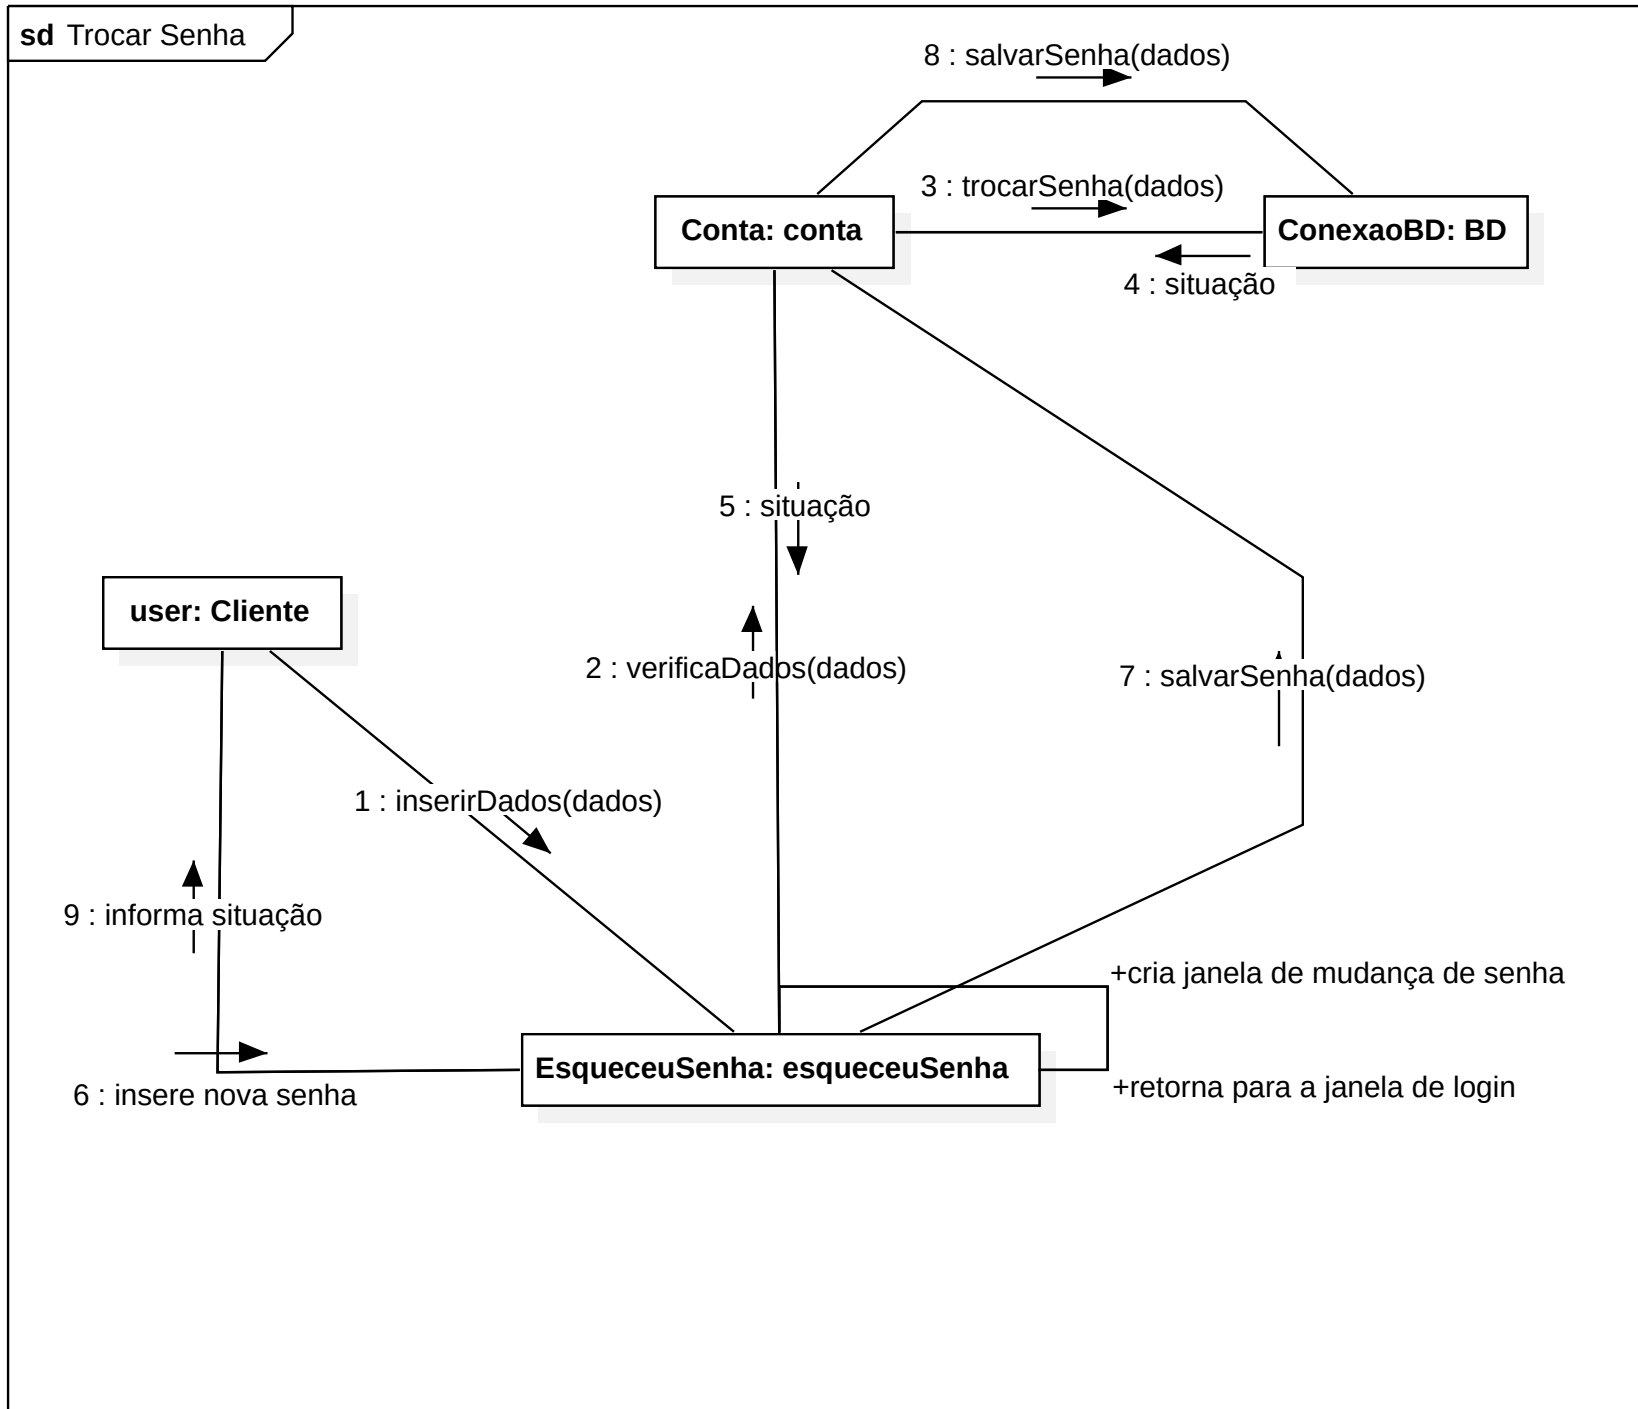 sd Trocar Senha
8 : salvarSenha(dados)
3 : trocarSenha(dados)
Conta: conta
ConexaoBD: BD
4 : situação
5 : situação
user: Cliente
2 : verificaDados(dados)
7 : salvarSenha(dados)
1 : inserirDados(dados)
9 : informa situação
+cria janela de mudança de senha
EsqueceuSenha: esqueceuSenha
6 : insere nova senha
+retorna para a janela de login